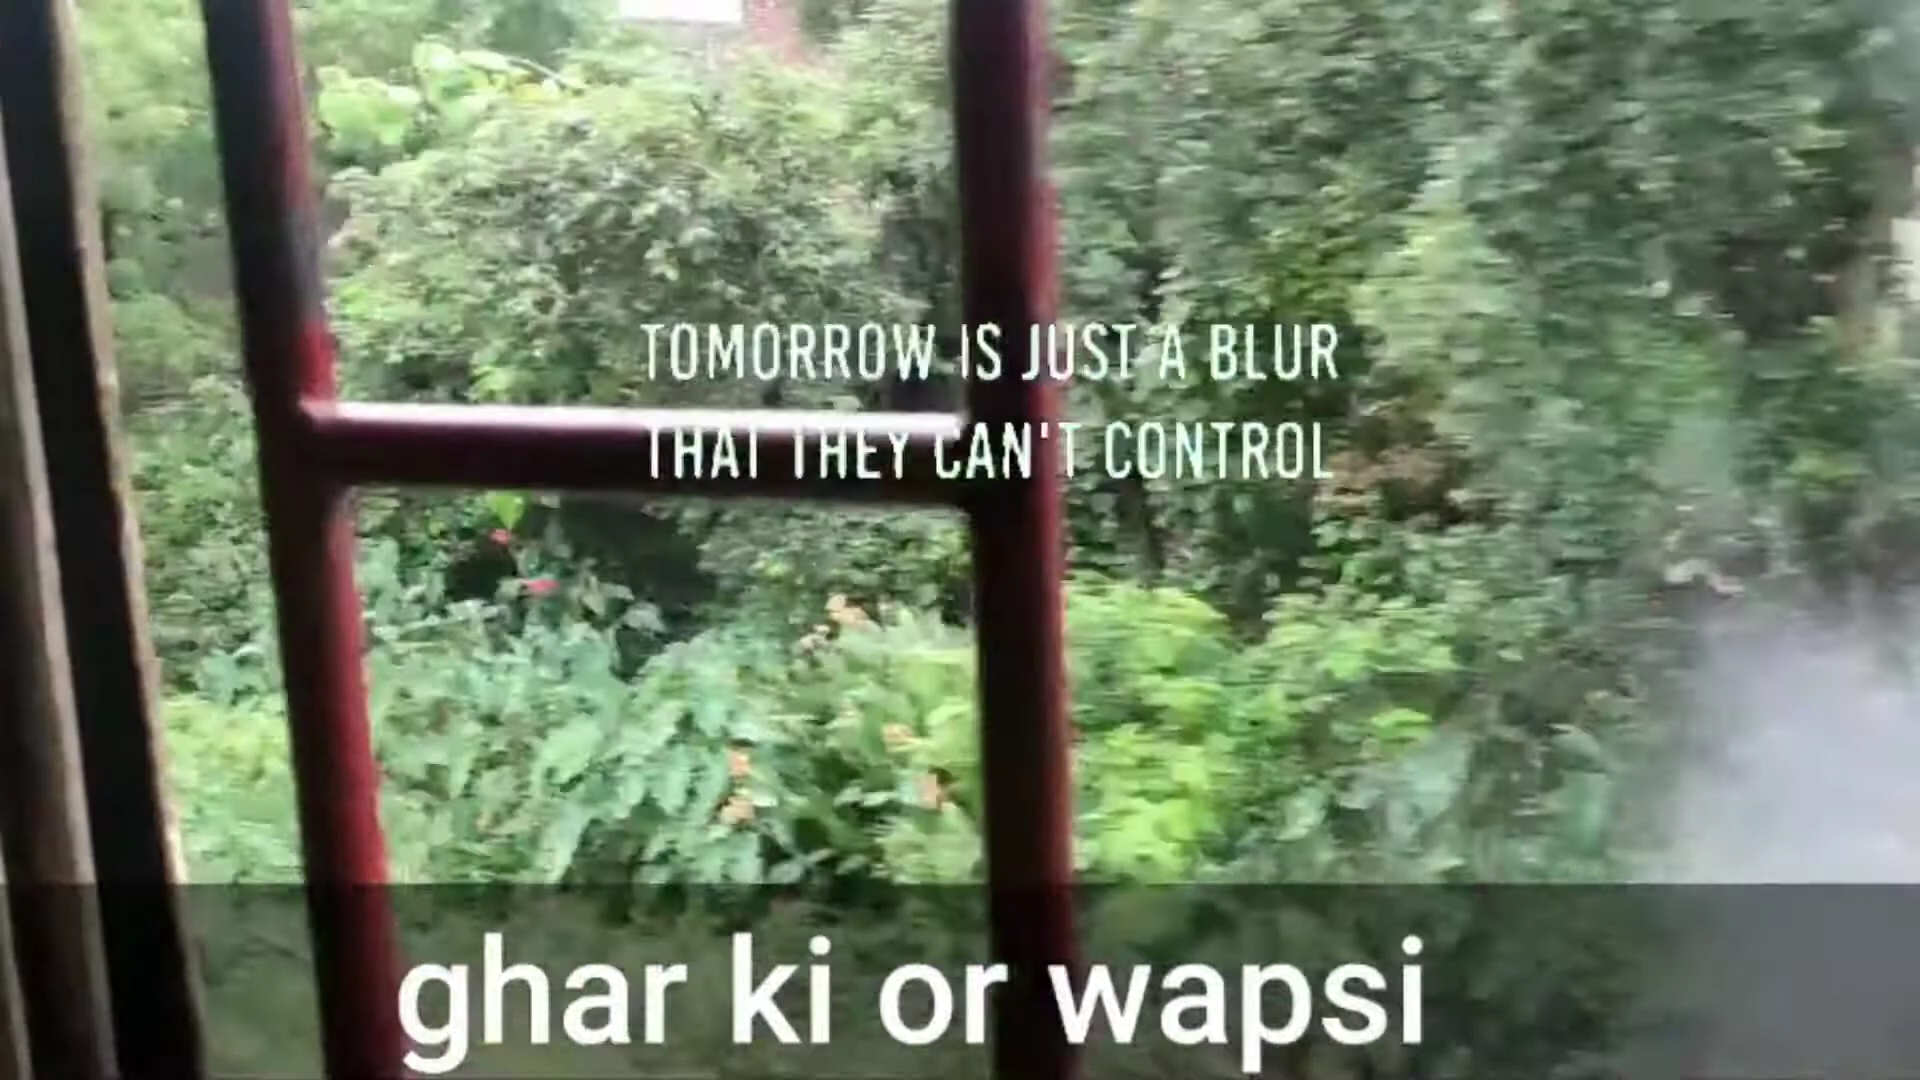 TOMORROW IS JUST A BLUR
THAT THEY CAN'T CONTROL
ghar ki or wapsi